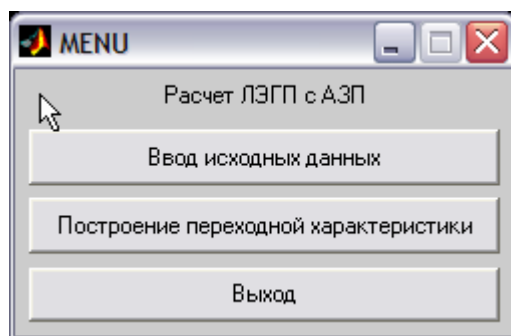 MENU
Расчет ЛЭГП с АЗП
Ввод исходных данных
Построение переходной характеристики
Выход